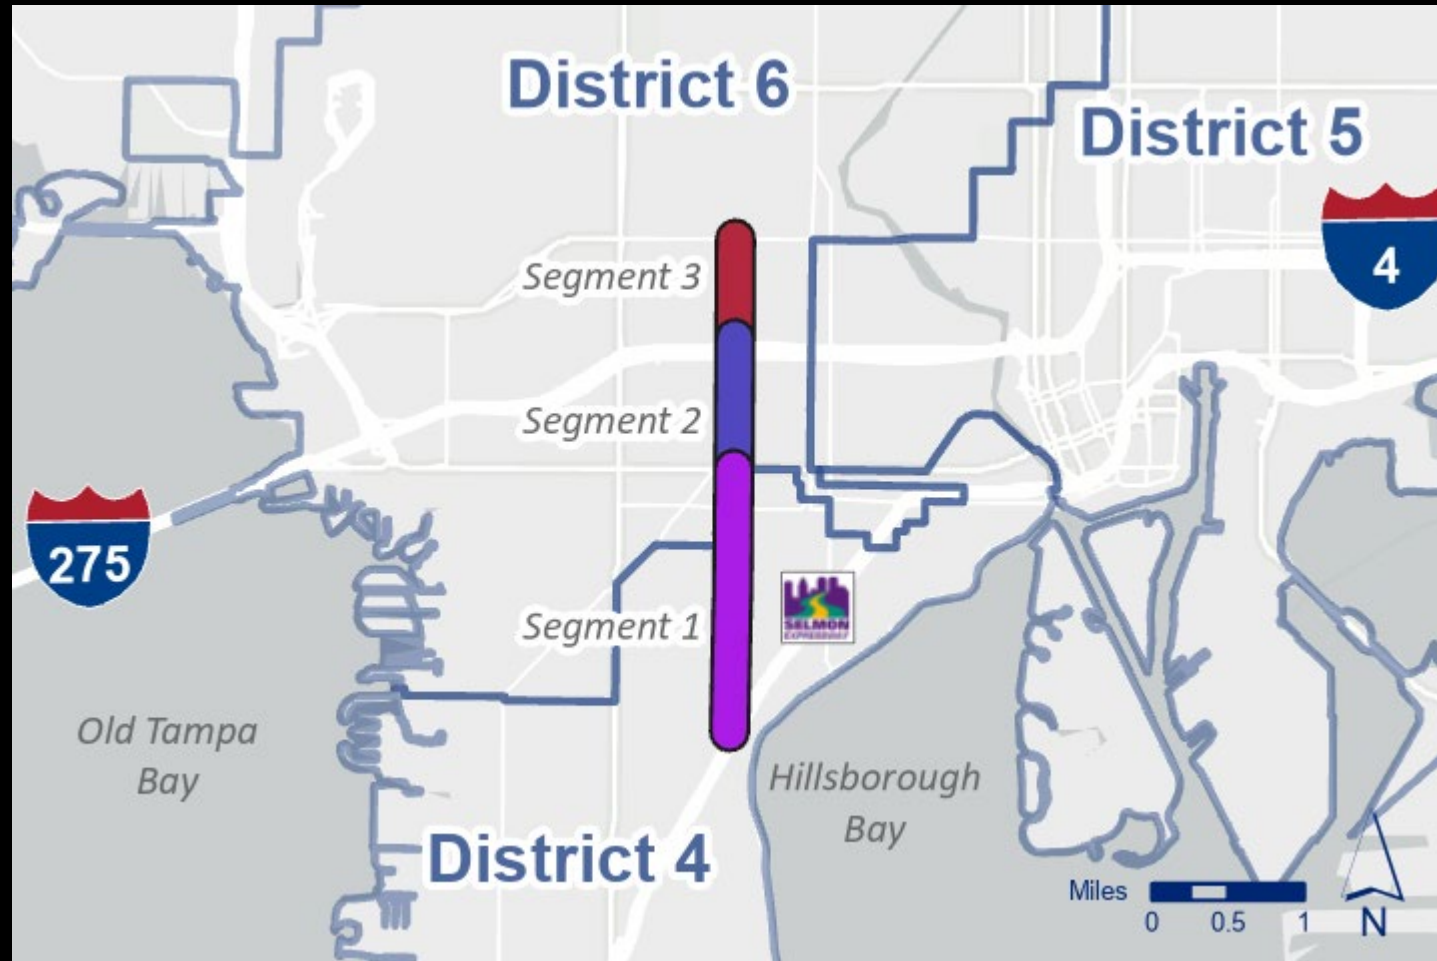 District 6
District 5
4
Segment 3
Segment 2
275
SELMON
EXPRESSWAY
Segment 1
Old Tampa
Bay
Hillsborough
Bay
District 4
Miles
0 0.5 1
N